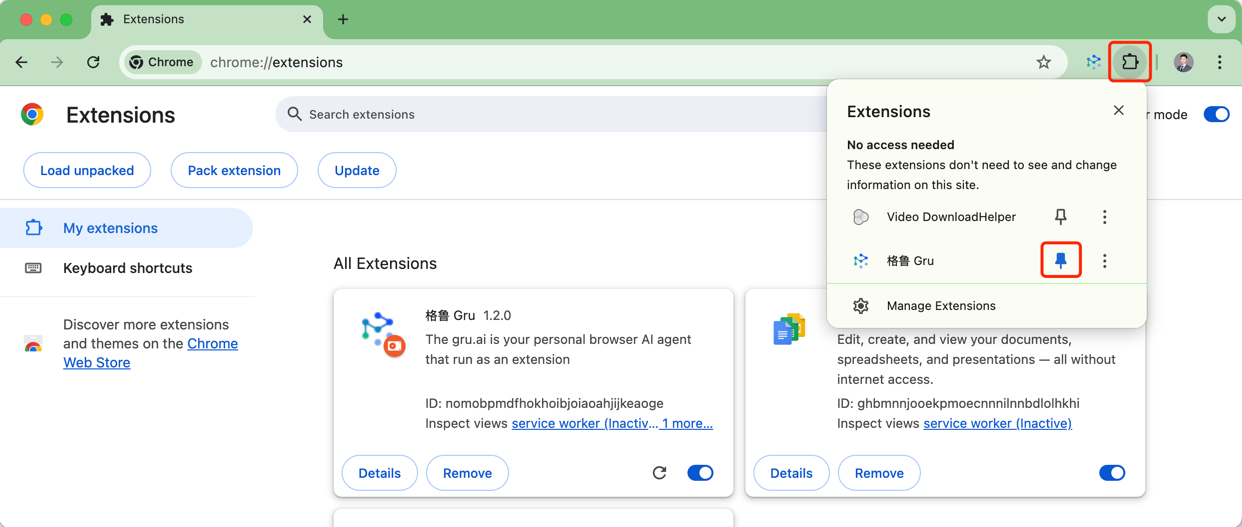 Extensions
Chrome
chrome://extensions
Extensions
Search extensions
r mode
Load unpacked
Pack extension
Update
My extensions
Keyboard shortcuts
Discover more extensions
and themes on the Chrome
Web Store
All Extensions
格鲁 Gru 1.2.0
The gru.ai is your personal browser AI agent
that run as an extension
ID: nomobpmdfhokhoibjoiaoahjijkeaoge
Inspect views service worker (Inactiv... 1 more...
Details
Remove
Edit, create, and view your documents,
spreadsheets, and presentations — all without
internet access.
ID: ghbmnnjooekpmoecnnnilnnbdlolhkhi
Inspect views service worker (Inactive)
Details
Remove
Extensions
No access needed
These extensions don't need to see and change
information on this site.
Video DownloadHelper
格鲁 Gru
Manage Extensions